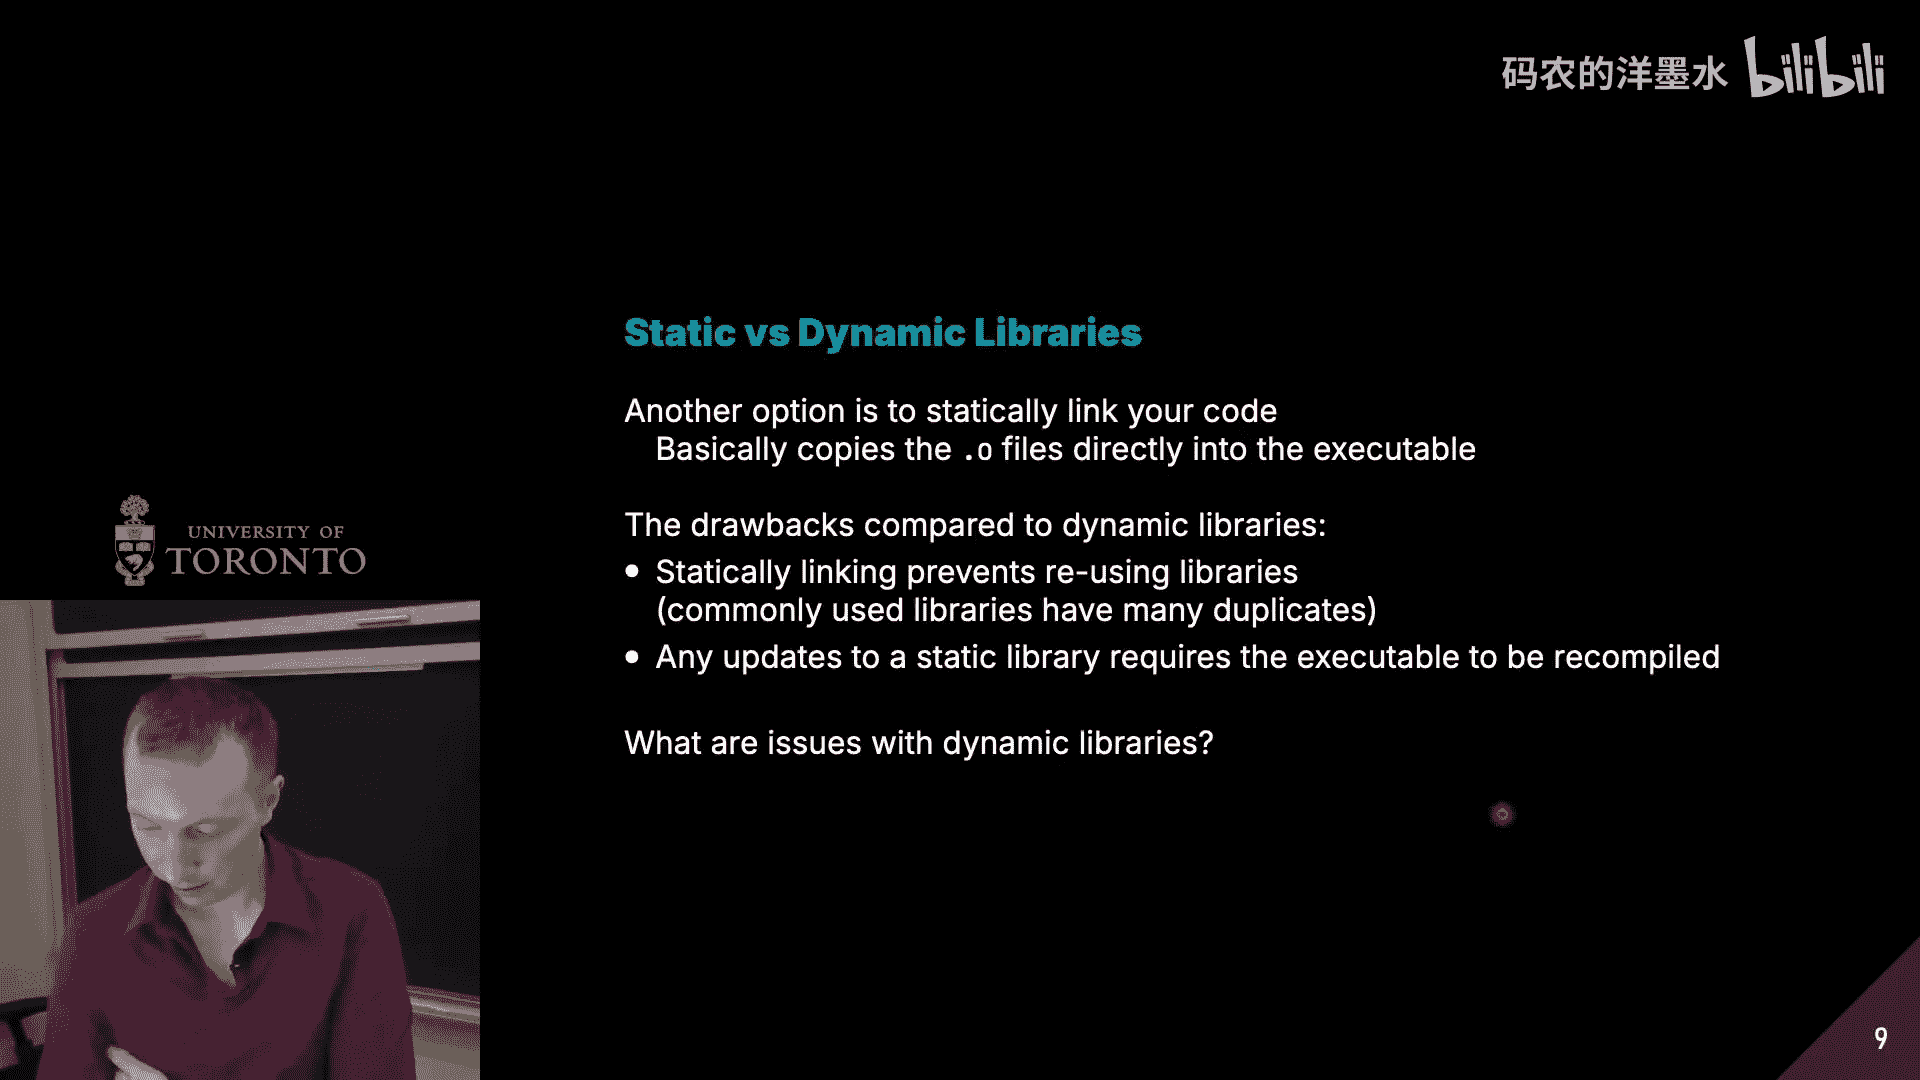 码农的洋墨水 bilibili
Static vs Dynamic Libraries
Another option is to statically link your code
Basically copies the .o files directly into the executable
The drawbacks compared to dynamic libraries:
• Statically linking prevents re-using libraries
(commonly used libraries have many duplicates)
• Any updates to a static library requires the executable to be recompiled
What are issues with dynamic libraries?
UNIVERSITY OF
TORONTO
9